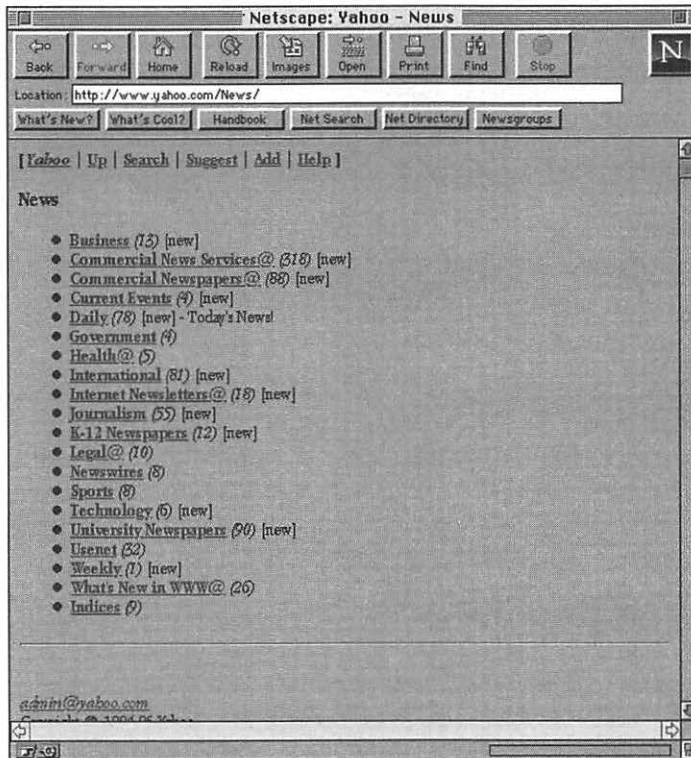 Netscape: Yahoo - News
Back Forward Home Reload Images Open Print Find Stop N
Location: http://www.yahoo.com/News/
What's New? What's Cool? Handbook Net Search Net Directory Newsgroups
[ Yahoo | Up | Search | Suggest | Add | Help ]
News
Business (13) [new]
Commercial News Services@ (318) [new]
Commercial Newspapers@ (88) [new]
Current Events (4) [new]
Daily (78) [new] - Today's News!
Government (4)
Health@ (5)
International (81) [new]
Internet Newsletters@ (18) [new]
Journalism (55) [new]
K-12 Newspapers (12) [new]
Legal@ (10)
Newswires (8)
Sports (8)
Technology (6) [new]
University Newspapers (90) [new]
Usenet (32)
Weekly (1) [new]
What's New in WWW@ (26)
Indices (9)
admin@yahoo.com